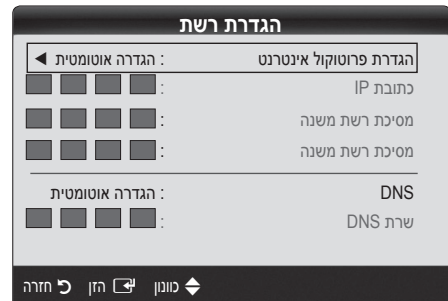 הגדרת רשת
הגדרת פרוטוקול אינטרנט : הגדרה אוטומטית ◀
כתובת IP :
מסיכת רשת משנה :
מסיכת רשת משנה :
DNS : הגדרה אוטומטית
שרת DNS :
כוונון הזן חזרה